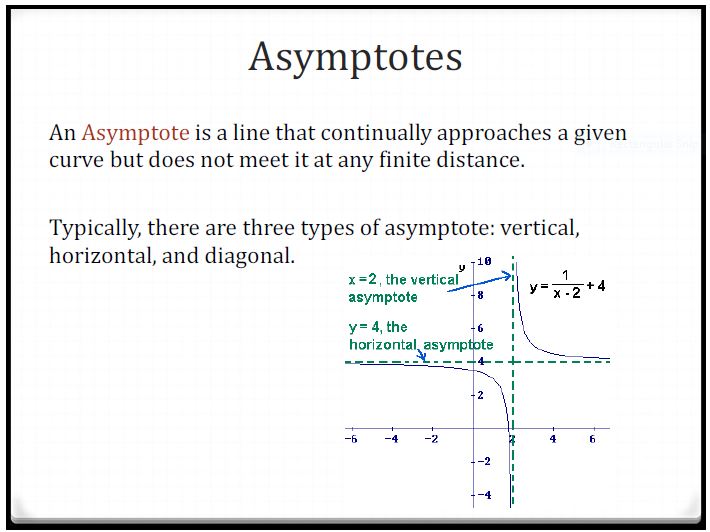 Asymptotes
An Asymptote is a line that continually approaches a given
curve but does not meet it at any finite distance.
Typically, there are three types of asymptote: vertical,
horizontal, and diagonal.
x = 2, the vertical
asymptote
y = 4, the
horizontal asymptote
y = 1/(x - 2) + 4
y
10
8
6
4
2
-6 -4 -2 2 4 6
-2
-4